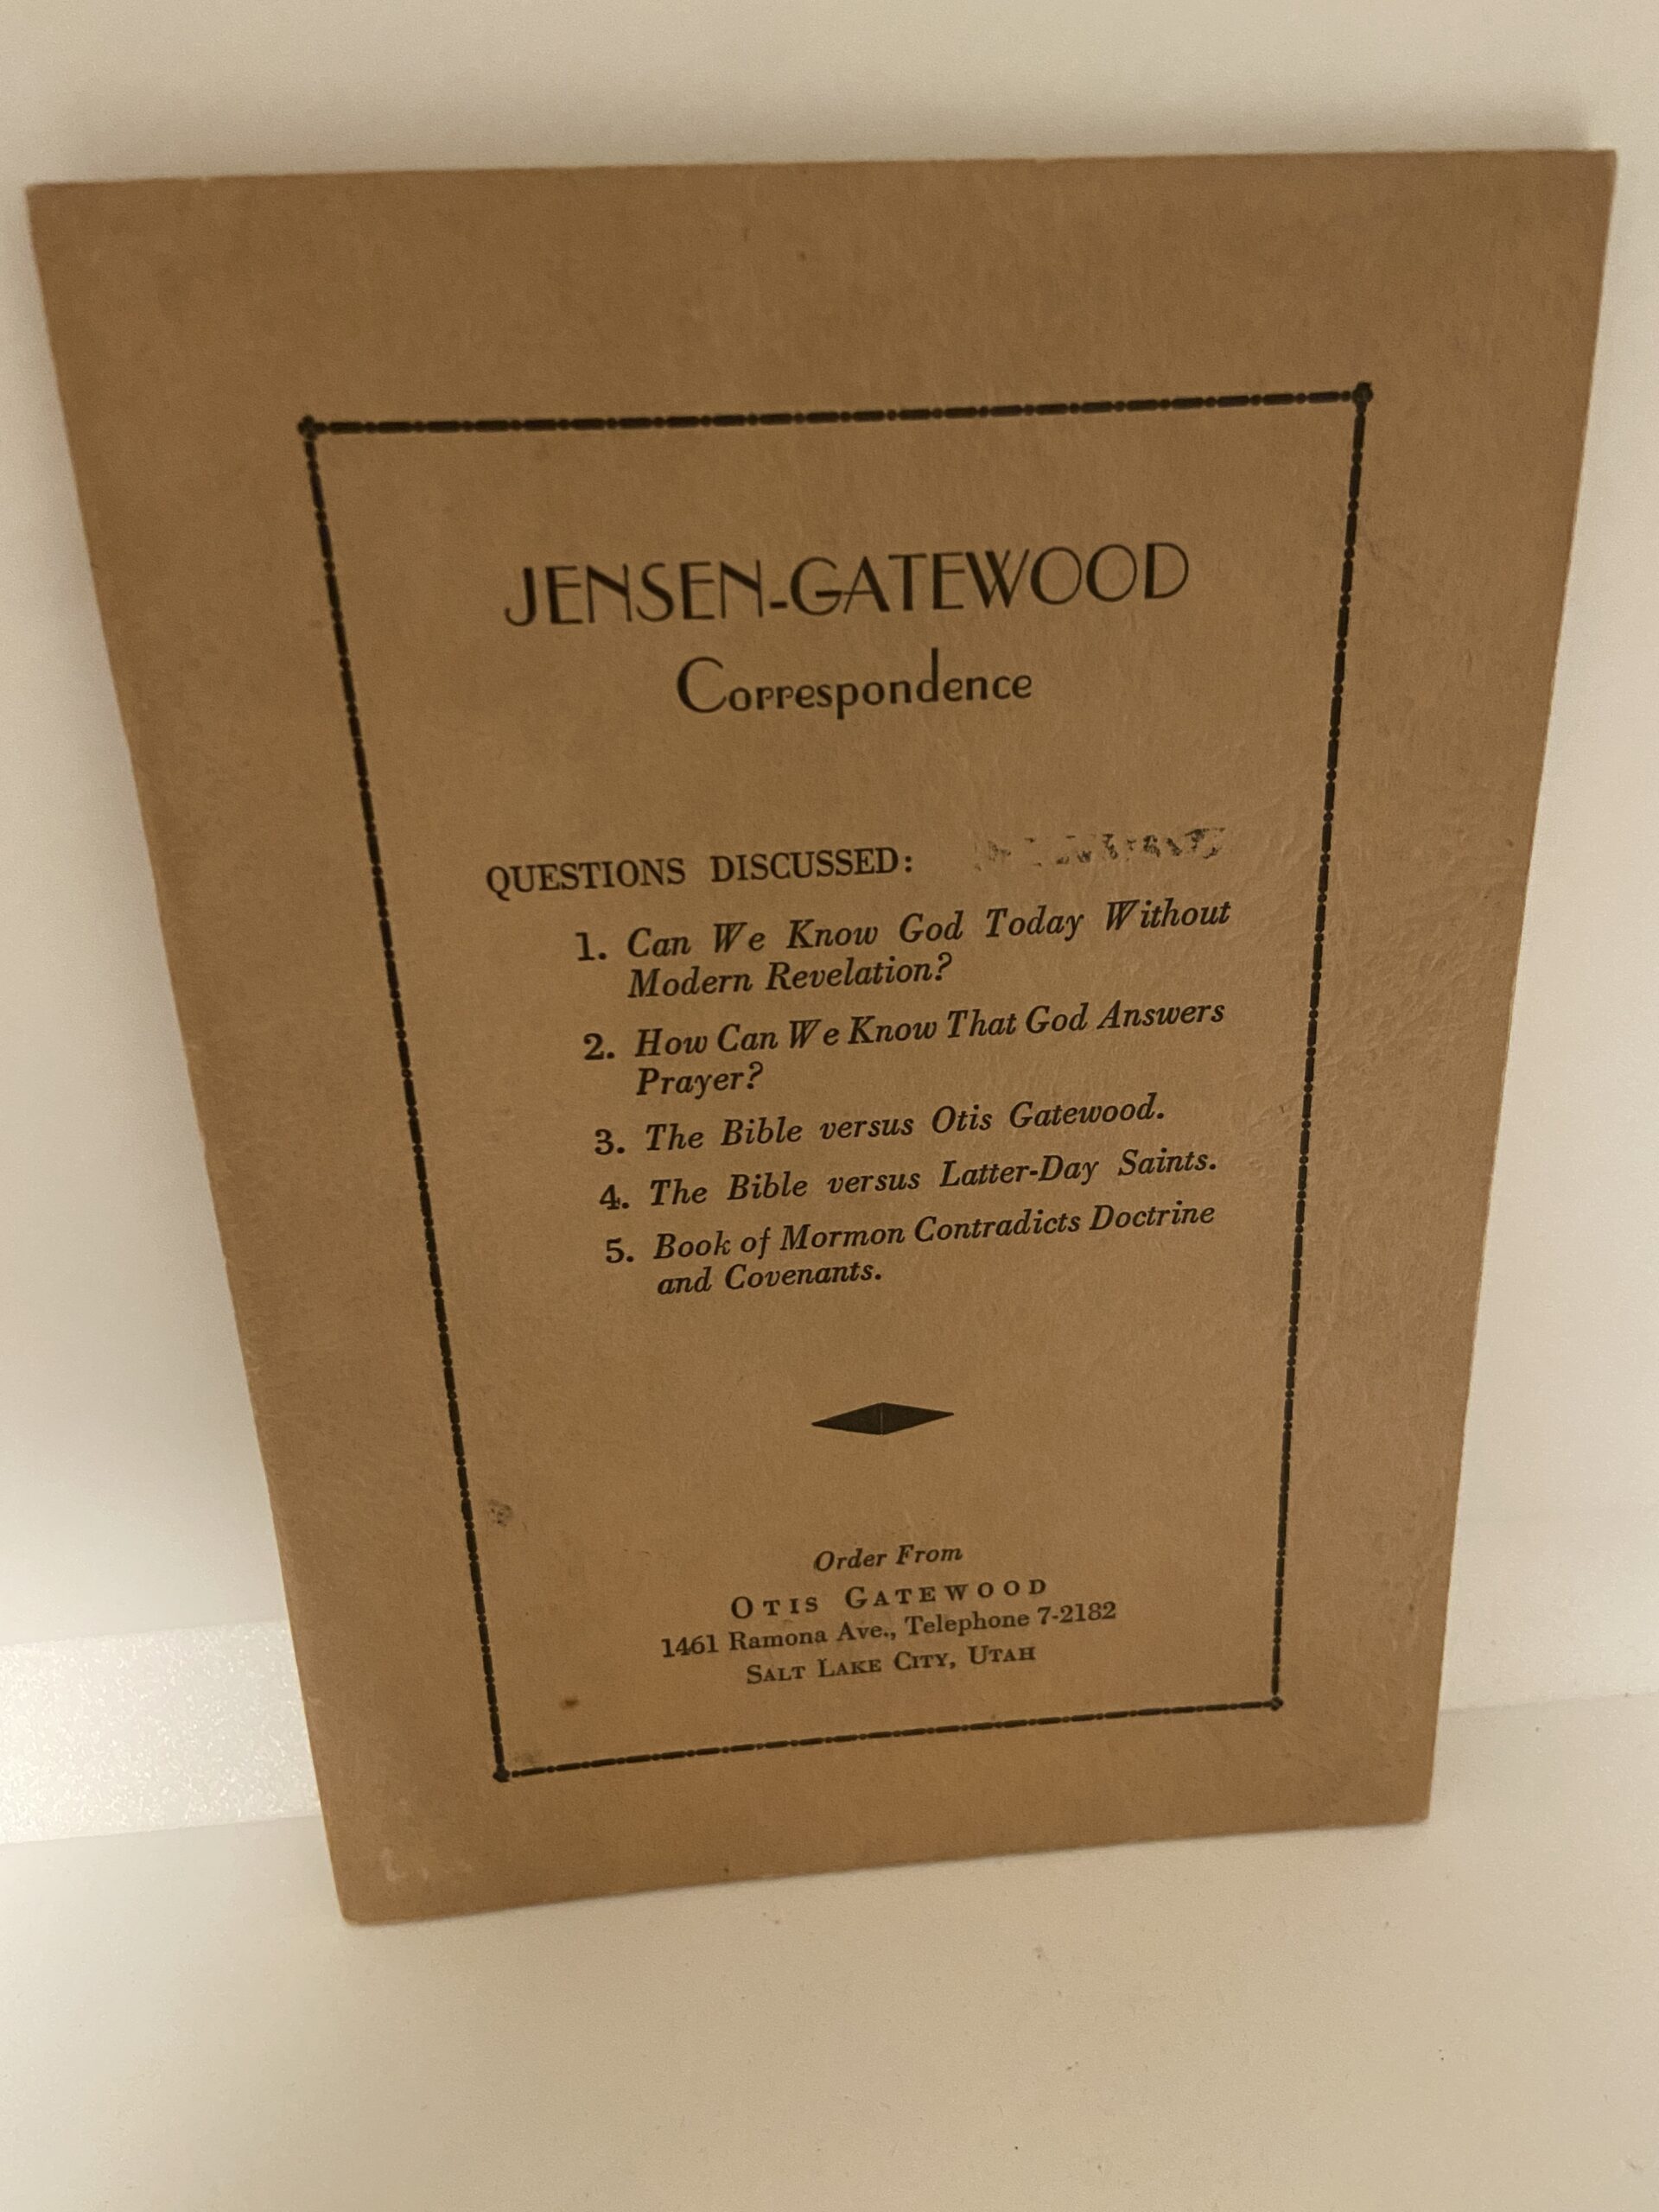 JENSEN-GATEWOOD
Correspondence
QUESTIONS DISCUSSED:
1. Can We Know God Today Without
Modern Revelation?
2. How Can We Know That God Answers
Prayer?
3. The Bible versus Otis Gatewood.
4. The Bible versus Latter-Day Saints.
5. Book of Mormon Contradicts Doctrine
and Covenants.
Order From
OTIS GATEWOOD
1461 Ramona Ave., Telephone 7-2182
SALT LAKE CITY, UTAH